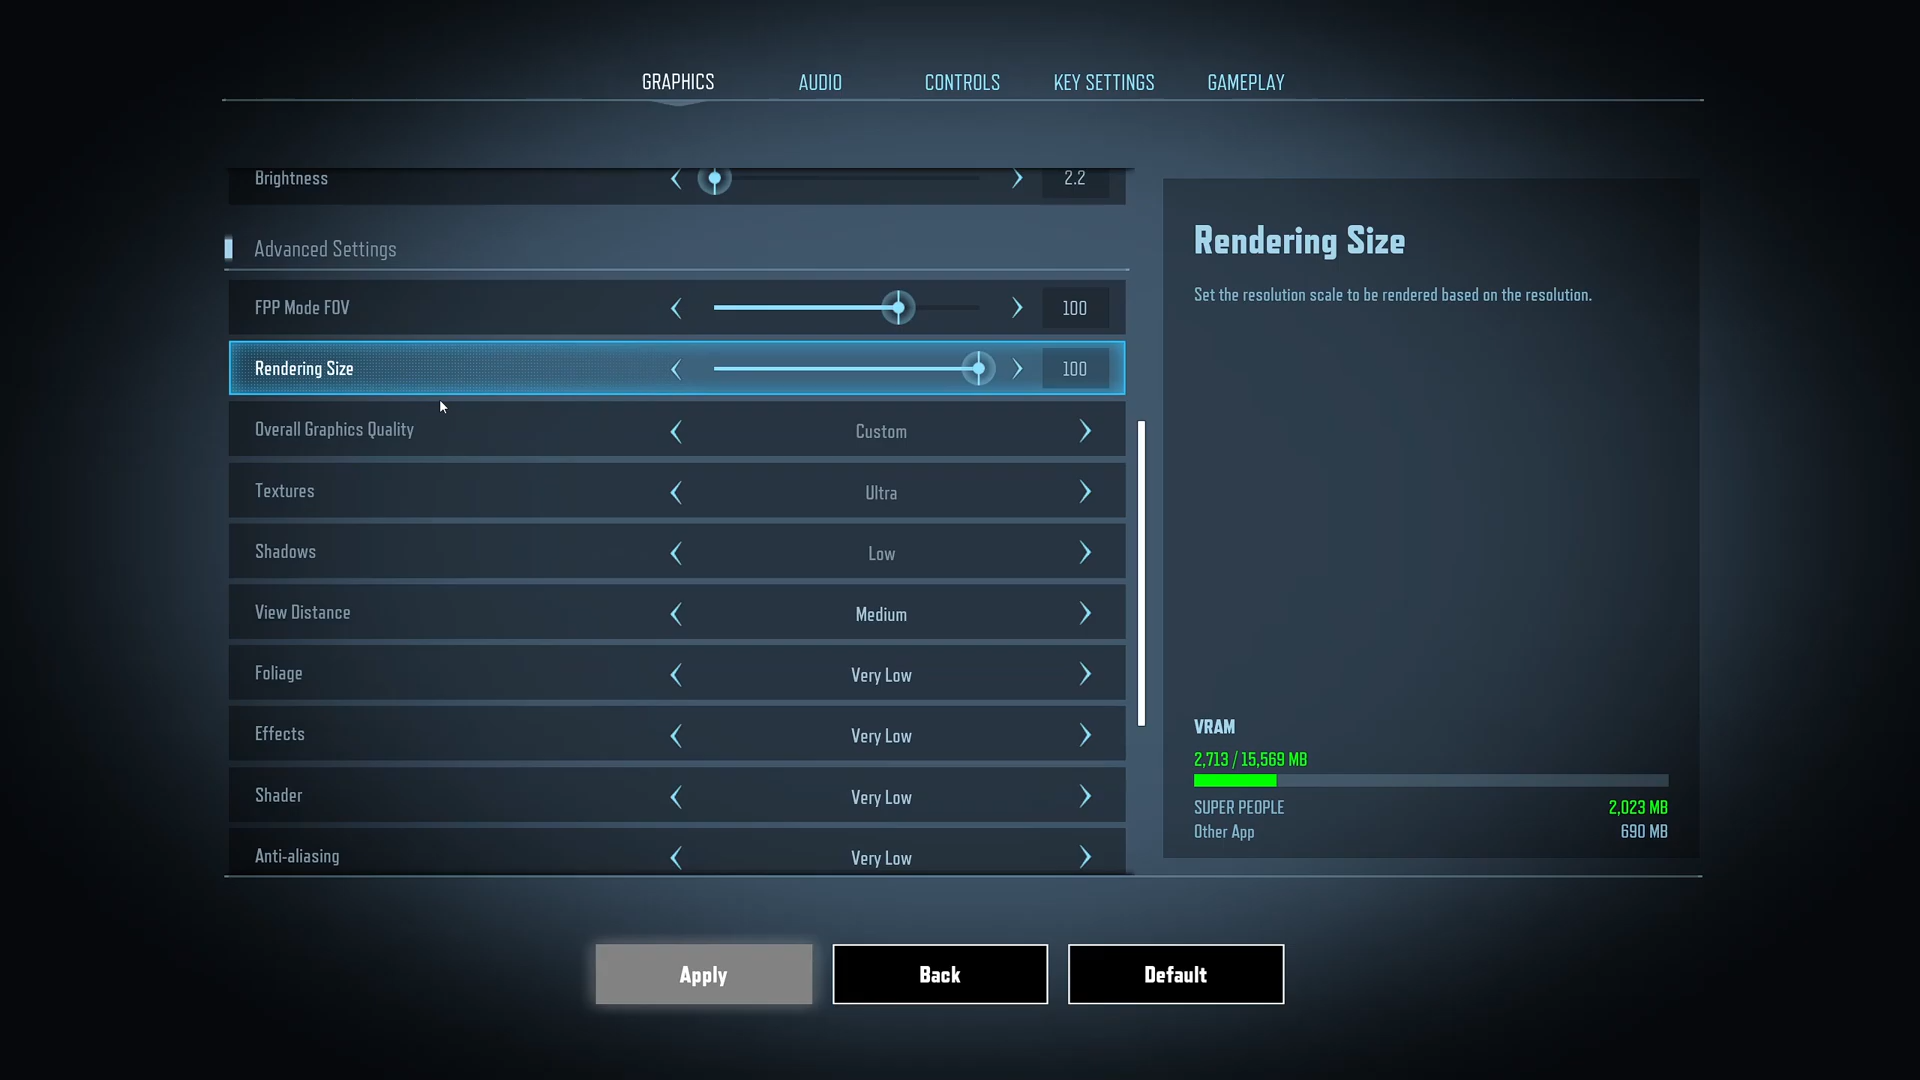 GRAPHICS AUDIO CONTROLS KEY SETTINGS GAMEPLAY
Brightness 2.2
Advanced Settings
FPP Mode FOV 100
Rendering Size 100
Overall Graphics Quality Custom
Textures Ultra
Shadows Low
View Distance Medium
Foliage Very Low
Effects Very Low
Shader Very Low
Anti-aliasing Very Low
Rendering Size
Set the resolution scale to be rendered based on the resolution.
VRAM
2,713 / 15,569 MB
SUPER PEOPLE 2,023 MB
Other App 690 MB
Apply Back Default